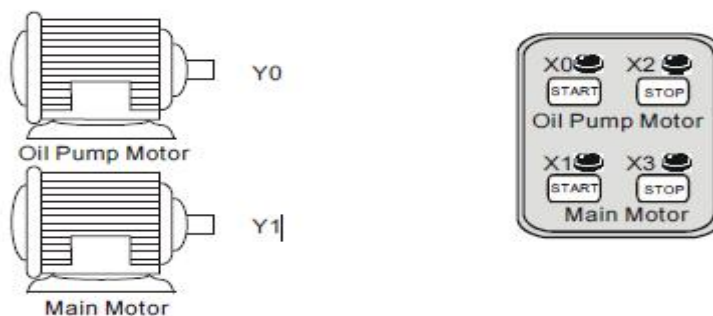 Y0
Oil Pump Motor
Y1
Main Motor
X0 X2
START STOP
Oil Pump Motor
X1 X3
START STOP
Main Motor